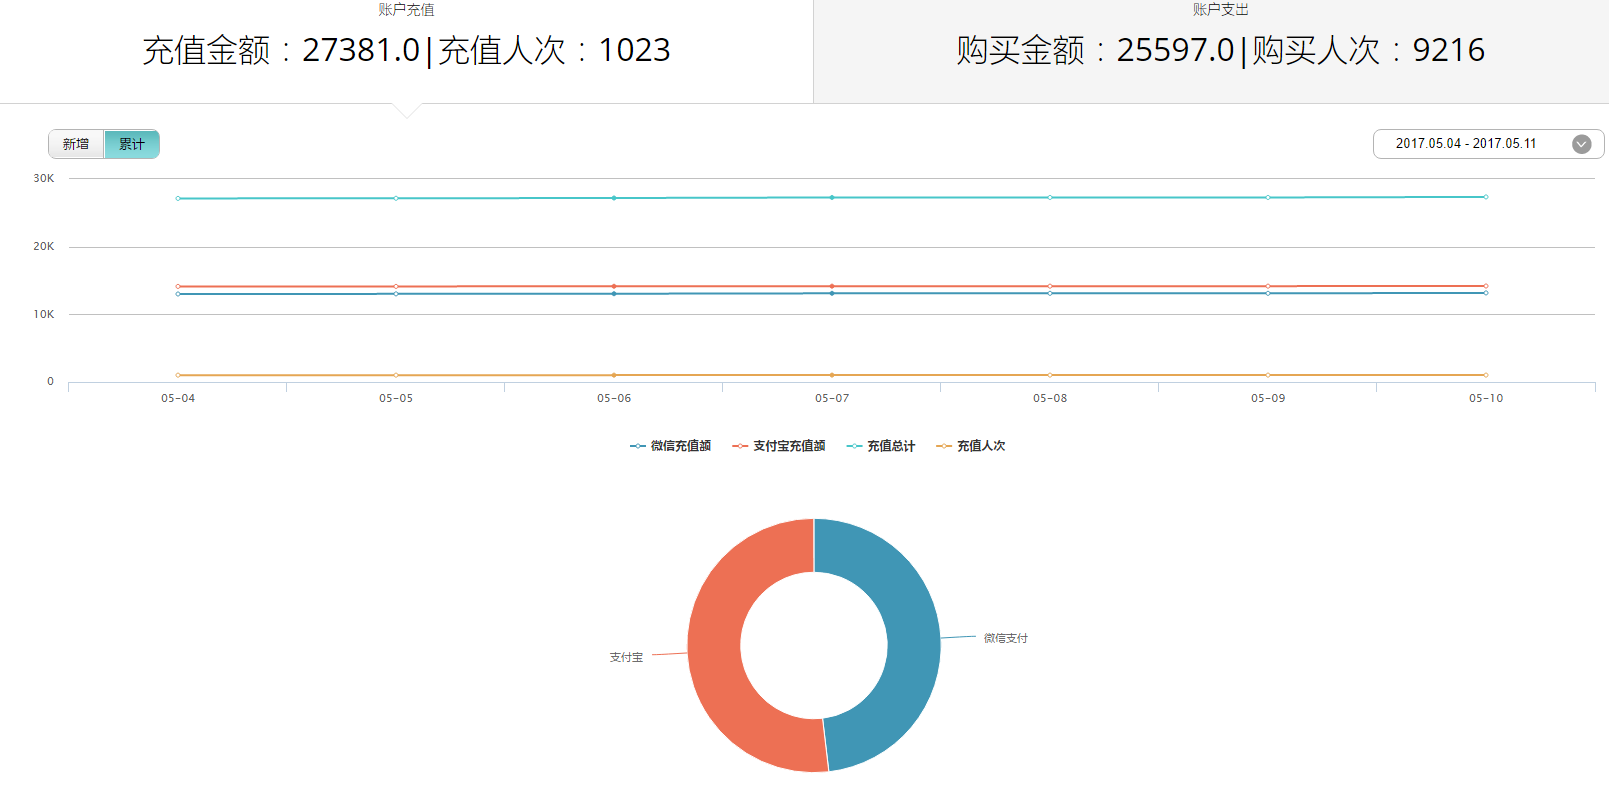 账户充值
充值金额：27381.0|充值人次：1023
账户支出
购买金额：25597.0|购买人次：9216
新增 累计
2017.05.04 - 2017.05.11
30K
20K
10K
0
05-04 05-05 05-06 05-07 05-08 05-09 05-10
微信充值额 支付宝充值额 充值总计 充值人次
微信支付
支付宝